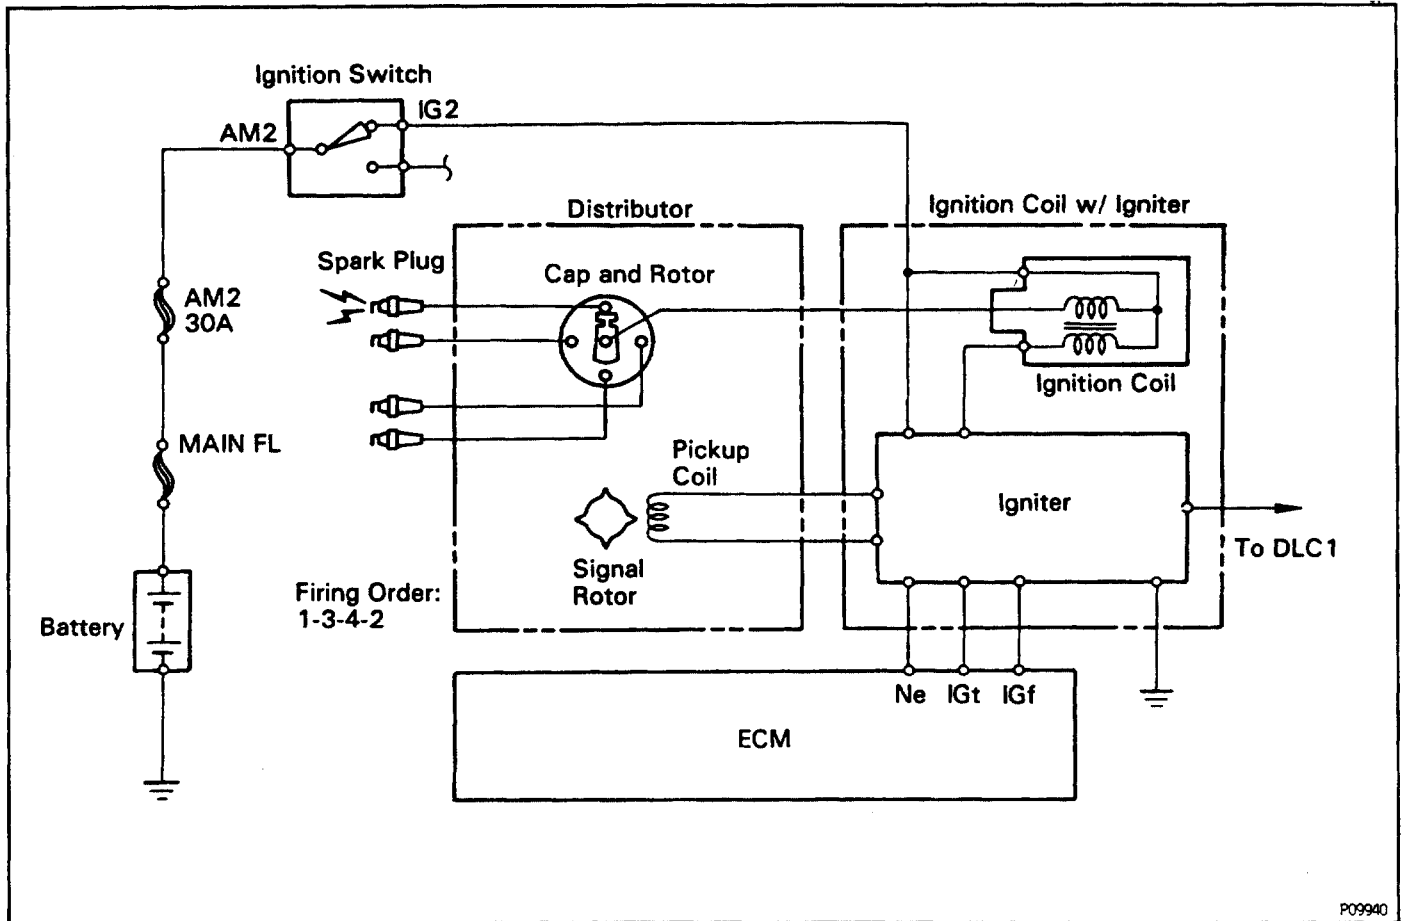 Ignition Switch
IG2
AM2
Distributor
Ignition Coil w/ Igniter
Spark Plug
Cap and Rotor
AM2
30A
Ignition Coil
MAIN FL
Pickup
Coil
Igniter
To DLC1
Signal
Rotor
Firing Order:
1-3-4-2
Battery
Ne IGt IGf
ECM
P09940